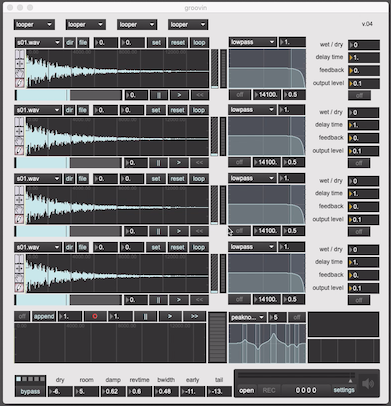 groovin
looper looper looper looper v.04
s01.wav dir file 0. set reset loop lowpass 1. wet / dry 0
delay time 1.
feedback 0.
0. || > << off 14100. 0.5 output level 0.1
off
s01.wav dir file 0. set reset loop lowpass 1. wet / dry 0
delay time 1.
feedback 0.
0. || > << off 14100. 0.5 output level 0.1
off
s01.wav dir file 0. set reset loop lowpass 1. wet / dry 0
delay time 1.
feedback 0.
0. || > << off 14100. 0.5 output level 0.1
off
s01.wav dir file 0. set reset loop lowpass 1. wet / dry 0
delay time 1.
feedback 0.
0. || > << off 14100. 0.5 output level 0.1
off
off append 1. O || > >> peakno... 5 off
dry room damp revtime bwidth early tail
bypass -6. 5. 0.62 0.6 0.48 -11. -13.
open REC 0 0 0 0 settings